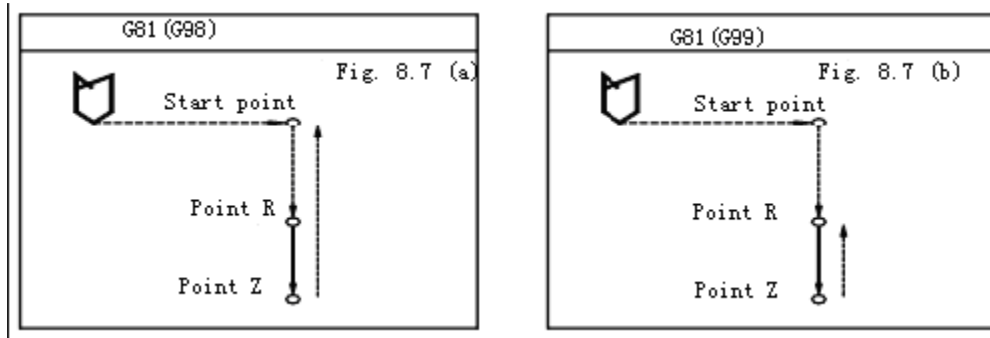 G81(G98)
Fig. 8.7 (a)
Start point
Point R
Point Z
G81(G99)
Fig. 8.7 (b)
Start point
Point R
Point Z